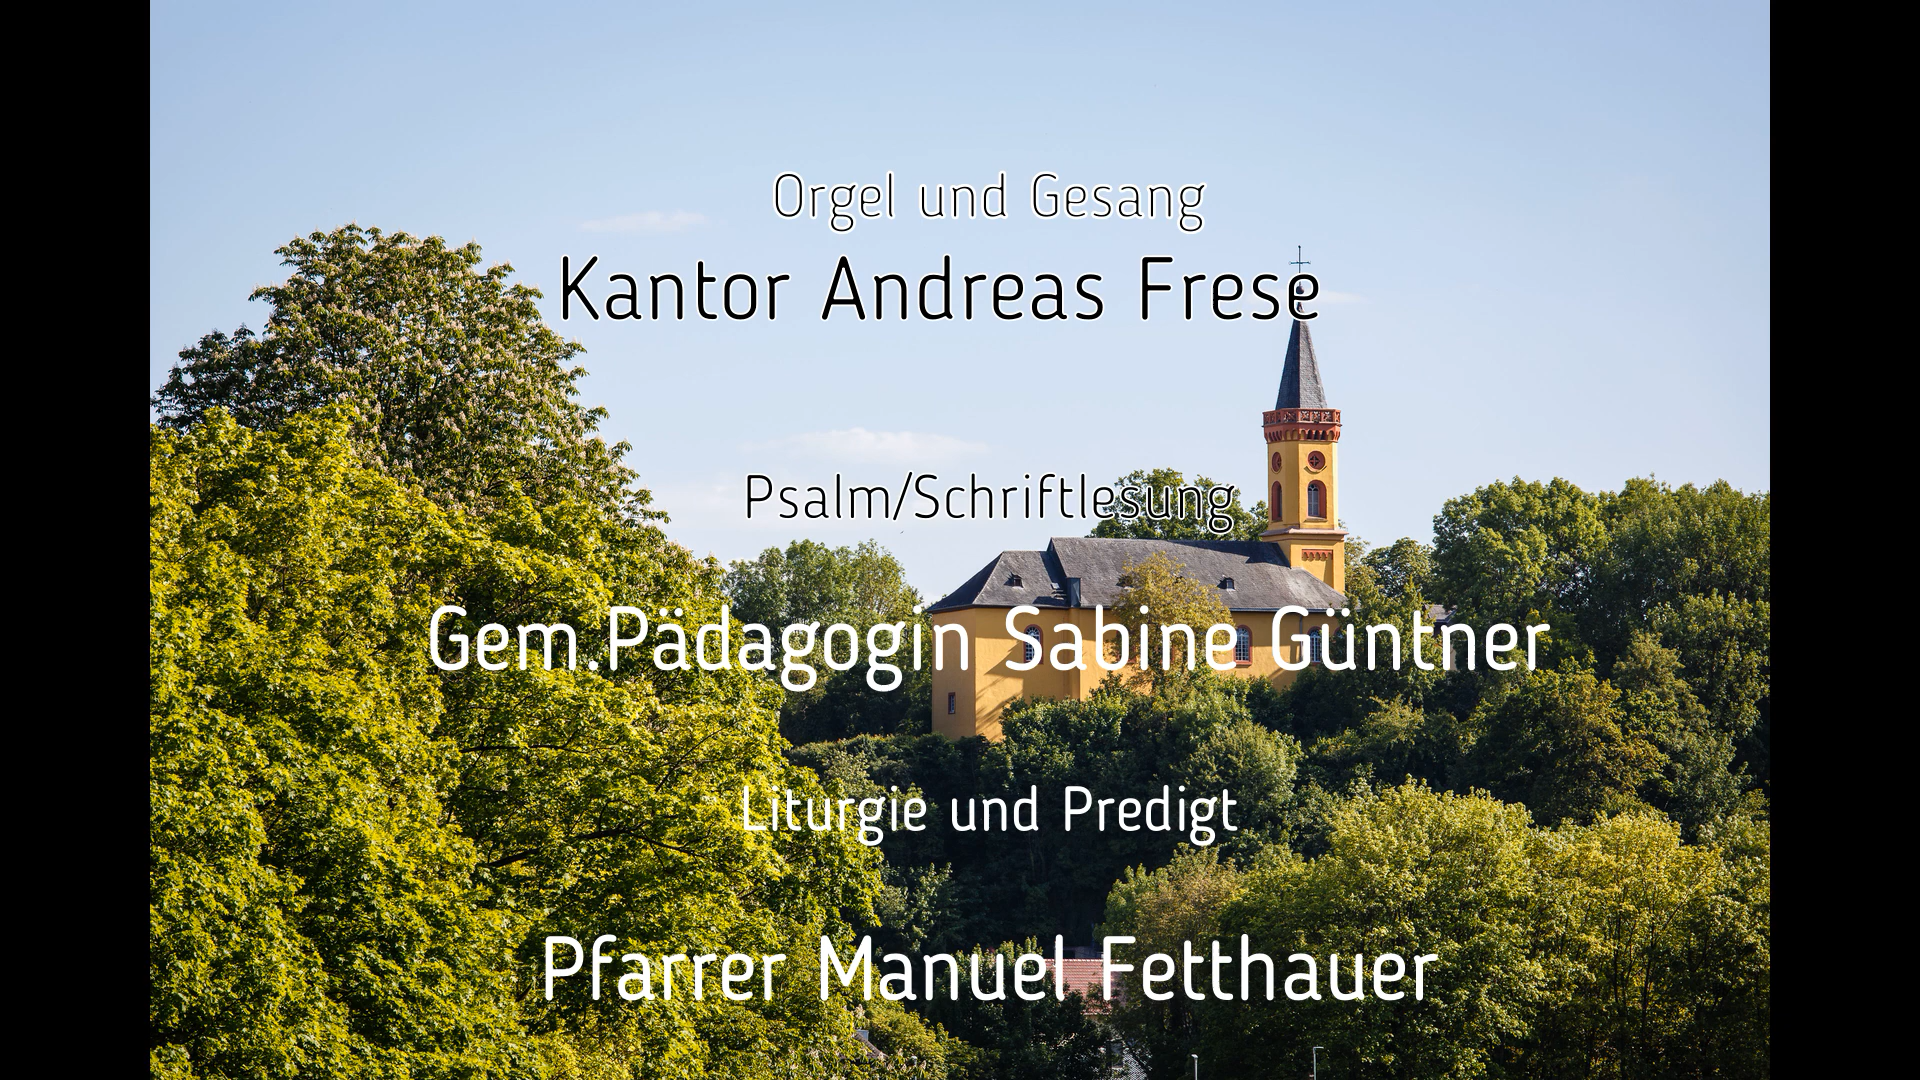 Orgel und Gesang
Kantor Andreas Frese
Psalm/Schriftlesung
Gem.Pädagogin Sabine Güntner
Liturgie und Predigt
Pfarrer Manuel Fetthauer